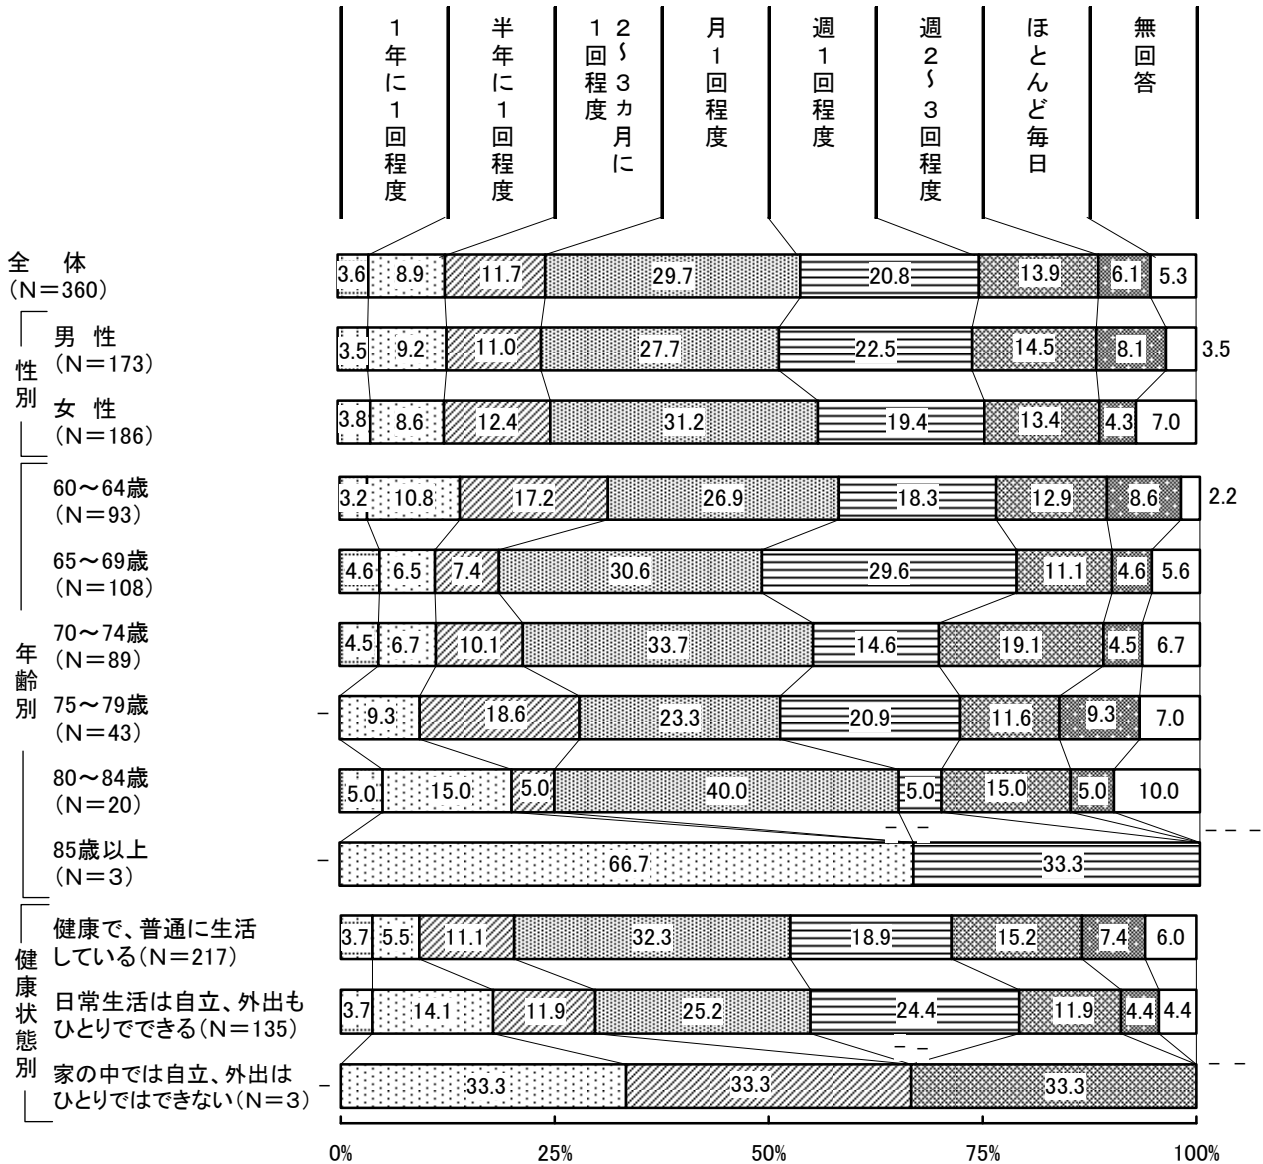 1年に1回程度
半年に1回程度
2～3ヵ月に
1回程度
月1回程度
週1回程度
週2～3回程度
ほとんど毎日
無回答
全　体
（N＝360）
3.6 8.9 11.7 29.7 20.8 13.9 6.1 5.3
性別
男 性
（N＝173）
3.5 9.2 11.0 27.7 22.5 14.5 8.1 3.5
女 性
（N＝186）
3.8 8.6 12.4 31.2 19.4 13.4 4.3 7.0
年齢別
60～64歳
（N＝93）
3.2 10.8 17.2 26.9 18.3 12.9 8.6 2.2
65～69歳
（N＝108）
4.6 6.5 7.4 30.6 29.6 11.1 4.6 5.6
70～74歳
（N＝89）
4.5 6.7 10.1 33.7 14.6 19.1 4.5 6.7
75～79歳
（N＝43）
－ 9.3 18.6 23.3 20.9 11.6 9.3 7.0
80～84歳
（N＝20）
5.0 15.0 5.0 40.0 5.0 15.0 5.0 10.0
85歳以上
（N＝3）
－ 66.7 － － 33.3 － － －
健康状態別
健康で、普通に生活
している（N＝217）
3.7 5.5 11.1 32.3 18.9 15.2 7.4 6.0
日常生活は自立、外出も
ひとりでできる（N＝135）
3.7 14.1 11.9 25.2 24.4 11.9 4.4 4.4
家の中では自立、外出は
ひとりではできない（N＝3）
－ 33.3 33.3 － － 33.3 － －
0% 25% 50% 75% 100%